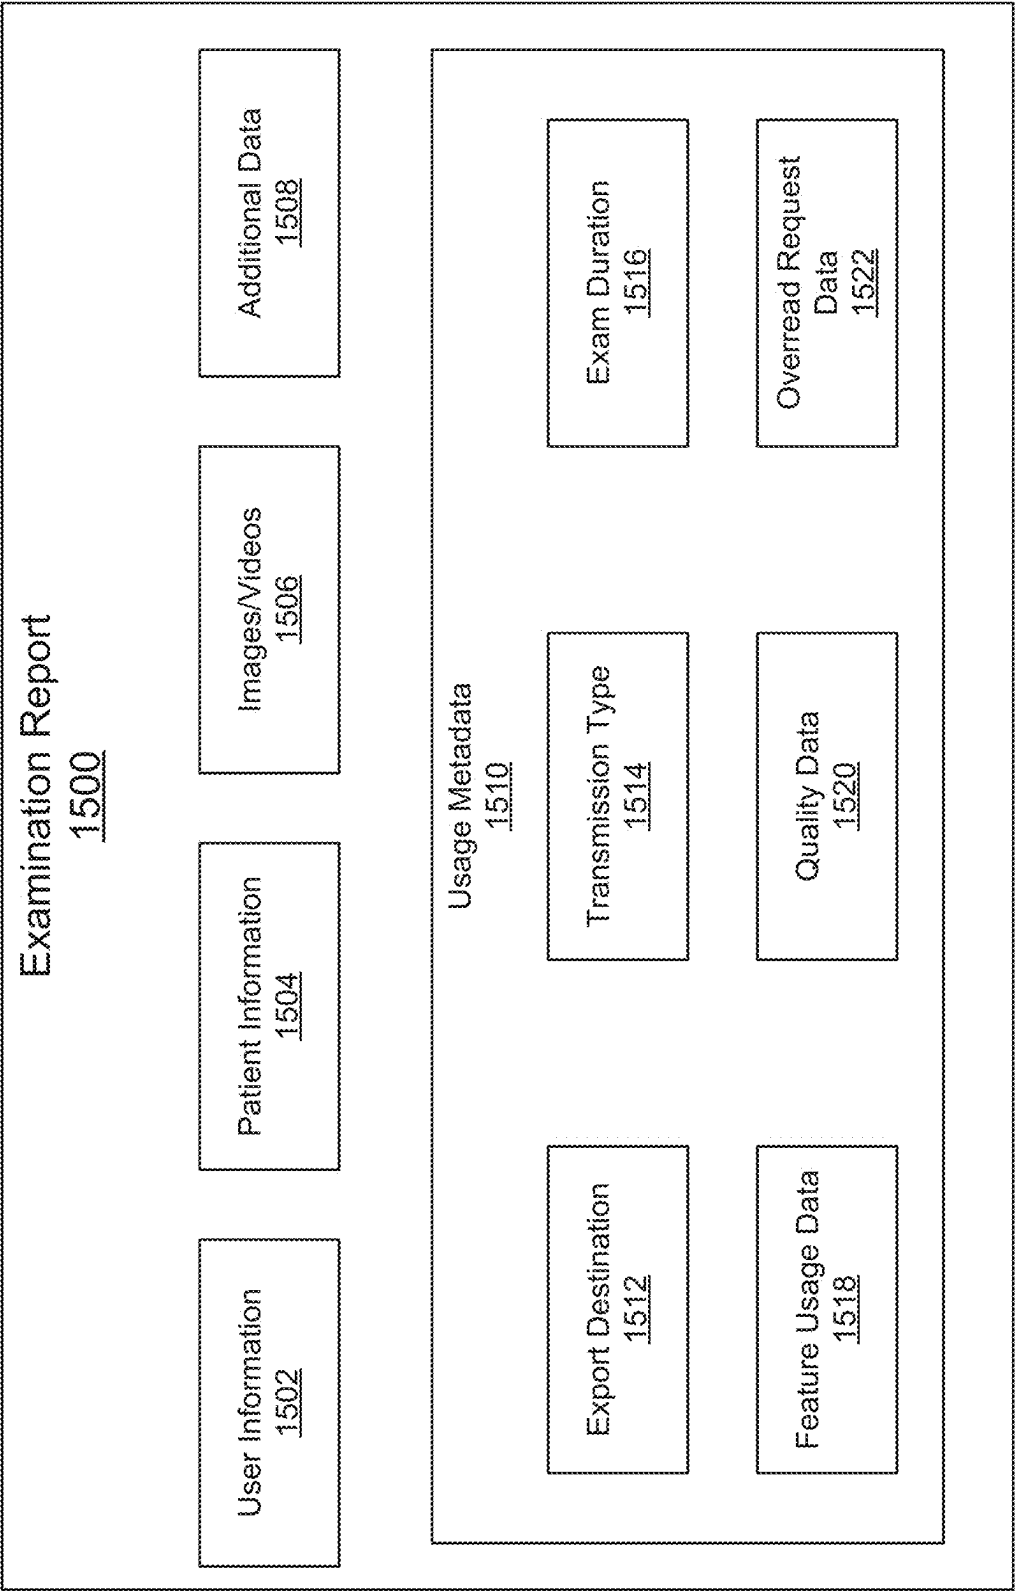 Examination Report
1500
User Information
1502
Patient Information
1504
Images/Videos
1506
Additional Data
1508
Usage Metadata
1510
Export Destination
1512
Transmission Type
1514
Exam Duration
1516
Feature Usage Data
1518
Quality Data
1520
Overread Request
Data
1522